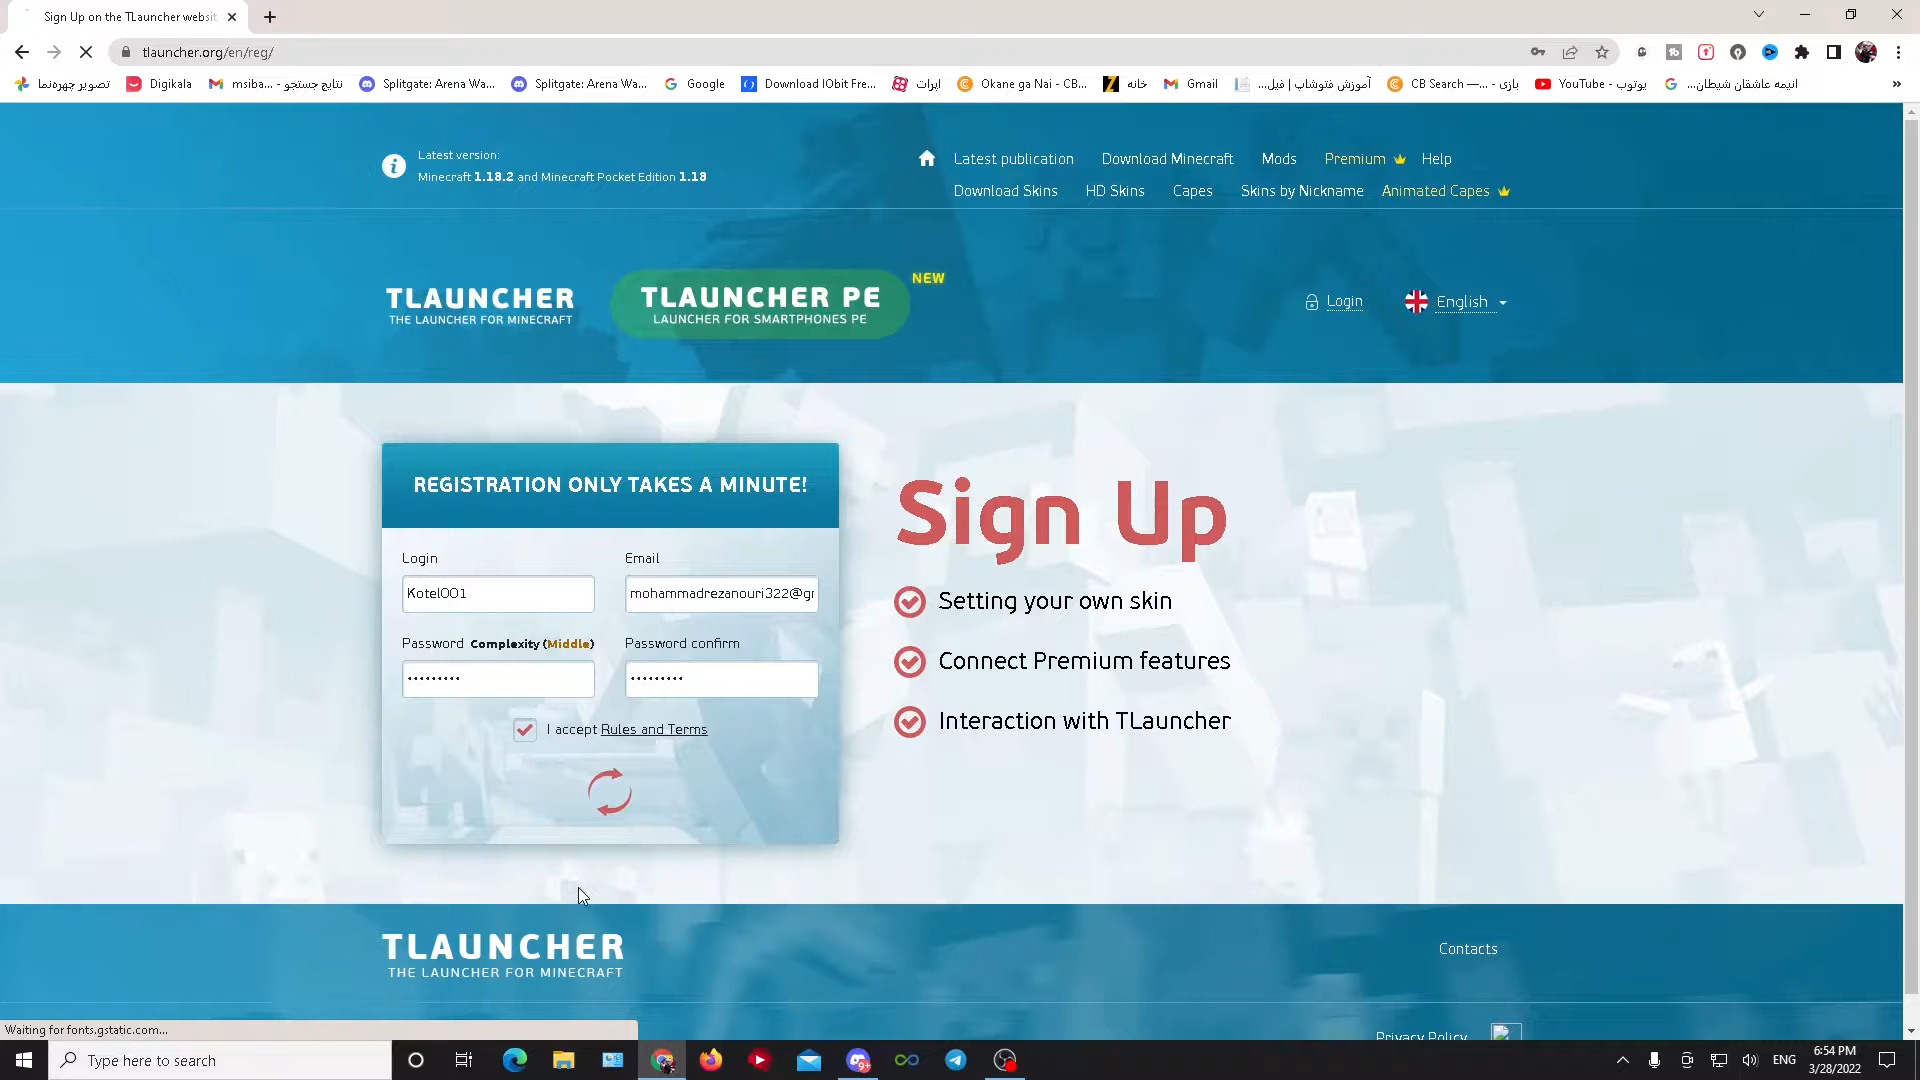 Sign Up on the TLauncher websit
tlauncher.org/en/reg/
تصویر چهره‌نما
Digikala
نتایج جستجو - ...msiba
Splitgate: Arena Wa...
Splitgate: Arena Wa...
Google
Download IObit Fre...
اپرات
Okane ga Nai - CB...
خانه
Gmail
آموزش فتوشاپ | فیل...
بازی - ...— CB Search
یوتوب - YouTube
انیمه عاشقان شیطان...
»
Latest version:
Minecraft 1.18.2 and Minecraft Pocket Edition 1.18
Latest publication Download Minecraft Mods Premium Help
Download Skins HD Skins Capes Skins by Nickname Animated Capes
TLAUNCHER
THE LAUNCHER FOR MINECRAFT
TLAUNCHER PE
LAUNCHER FOR SMARTPHONES PE
NEW
Login
English
REGISTRATION ONLY TAKES A MINUTE!
Login
Email
Kotel001
mohammadrezanouri322@gr
Password Complexity (Middle)
Password confirm
•••••••••
•••••••••
I accept Rules and Terms
Sign Up
Setting your own skin
Connect Premium features
Interaction with TLauncher
TLAUNCHER
THE LAUNCHER FOR MINECRAFT
Contacts
Privacy Policy
Waiting for fonts.gstatic.com...
Type here to search
9+
ENG
6:54 PM
3/28/2022